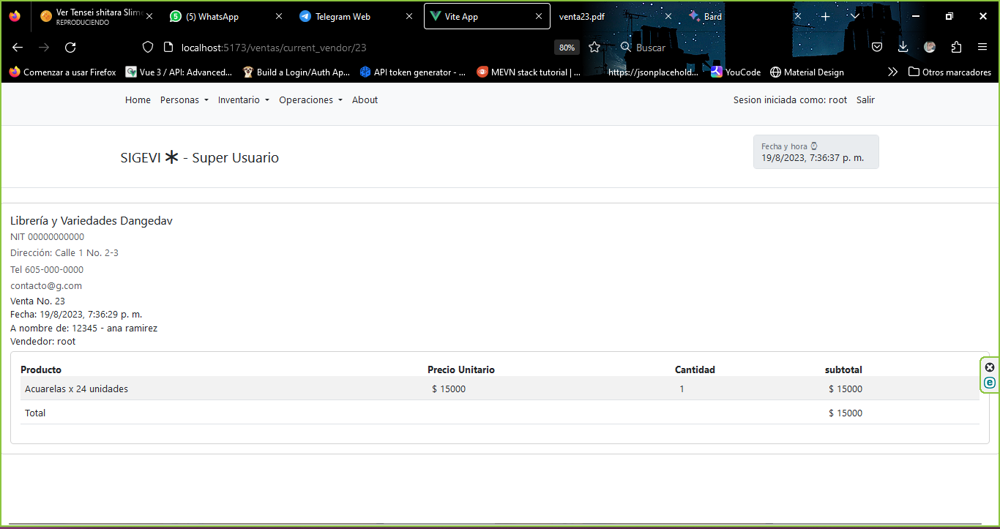 Ver Tensei shitara Slime
REPRODUCIENDO
(5) WhatsApp
Telegram Web
Vite App
venta23.pdf
Bard
localhost:5173/ventas/current_vendor/23
80%
Buscar
Comenzar a usar Firefox
Vue 3 / API: Advanced...
Build a Login/Auth Ap...
API token generator - ...
MEVN stack tutorial | ...
https://jsonplacehold...
YouCode
Material Design
Otros marcadores
Home Personas Inventario Operaciones About
Sesion iniciada como: root Salir
SIGEVI * - Super Usuario
Fecha y hora
19/8/2023, 7:36:37 p. m.
Librería y Variedades Dangedav
NIT 00000000000
Dirección: Calle 1 No. 2-3
Tel 605-000-0000
contacto@g.com
Venta No. 23
Fecha: 19/8/2023, 7:36:29 p. m.
A nombre de: 12345 - ana ramirez
Vendedor: root
Producto Precio Unitario Cantidad subtotal
Acuarelas x 24 unidades $ 15000 1 $ 15000
Total $ 15000